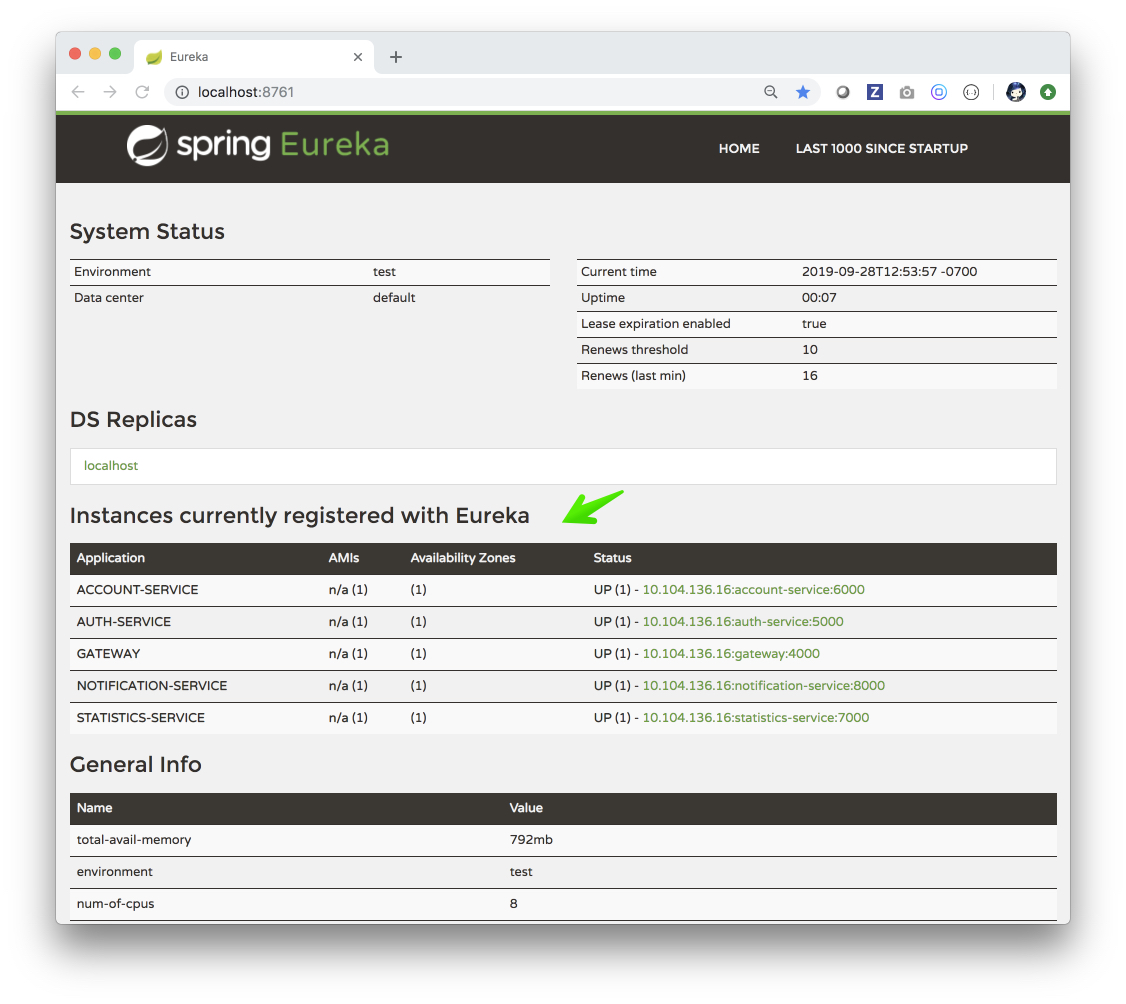 Eureka
localhost:8761
Z
spring Eureka
HOME LAST 1000 SINCE STARTUP
System Status
Environment test
Data center default
Current time 2019-09-28T12:53:57 -0700
Uptime 00:07
Lease expiration enabled true
Renews threshold 10
Renews (last min) 16
DS Replicas
localhost
Instances currently registered with Eureka
Application AMIs Availability Zones Status
ACCOUNT-SERVICE n/a (1) (1) UP (1) - 10.104.136.16:account-service:6000
AUTH-SERVICE n/a (1) (1) UP (1) - 10.104.136.16:auth-service:5000
GATEWAY n/a (1) (1) UP (1) - 10.104.136.16:gateway:4000
NOTIFICATION-SERVICE n/a (1) (1) UP (1) - 10.104.136.16:notification-service:8000
STATISTICS-SERVICE n/a (1) (1) UP (1) - 10.104.136.16:statistics-service:7000
General Info
Name Value
total-avail-memory 792mb
environment test
num-of-cpus 8